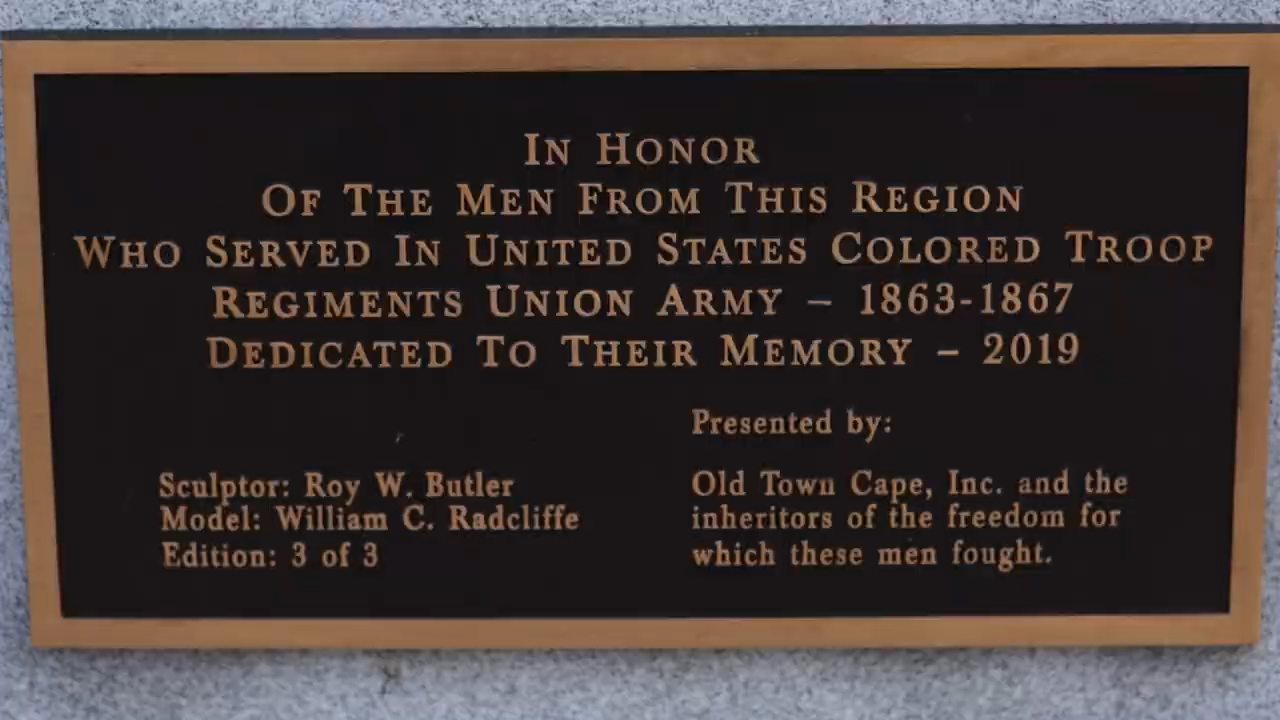 IN HONOR
OF THE MEN FROM THIS REGION
WHO SERVED IN UNITED STATES COLORED TROOP
REGIMENTS UNION ARMY – 1863-1867
DEDICATED TO THEIR MEMORY – 2019
Presented by:
Sculptor: Roy W. Butler
Model: William C. Radcliffe
Edition: 3 of 3
Old Town Cape, Inc. and the
inheritors of the freedom for
which these men fought.